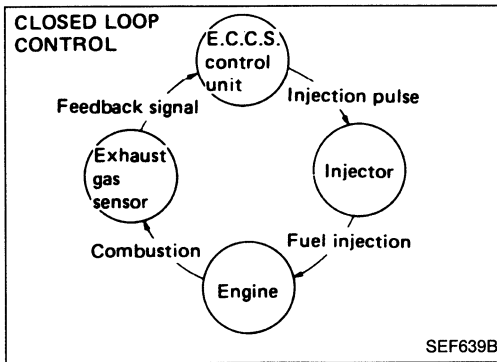 CLOSED LOOP
CONTROL
E.C.C.S.
control
unit
Feedback signal
Injection pulse
Exhaust
gas
sensor
Injector
Combustion
Fuel injection
Engine
SEF639B